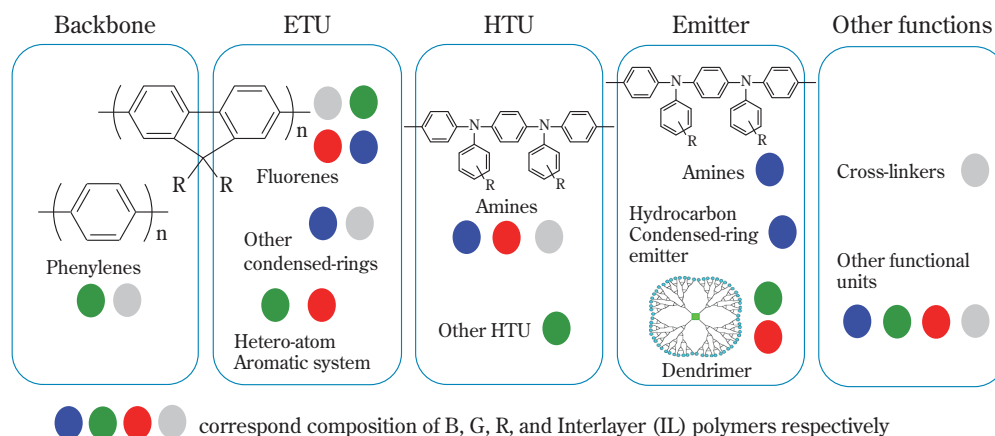 Backbone
ETU
HTU
Emitter
Other functions
n
R R
Fluorenes
n
Phenylenes
Other
condensed-rings
Hetero-atom
Aromatic system
N N
R R
Amines
Other HTU
N N
R R
Amines
Hydrocarbon
Condensed-ring
emitter
Dendrimer
Cross-linkers
Other functional
units
correspond composition of B, G, R, and Interlayer (IL) polymers respectively